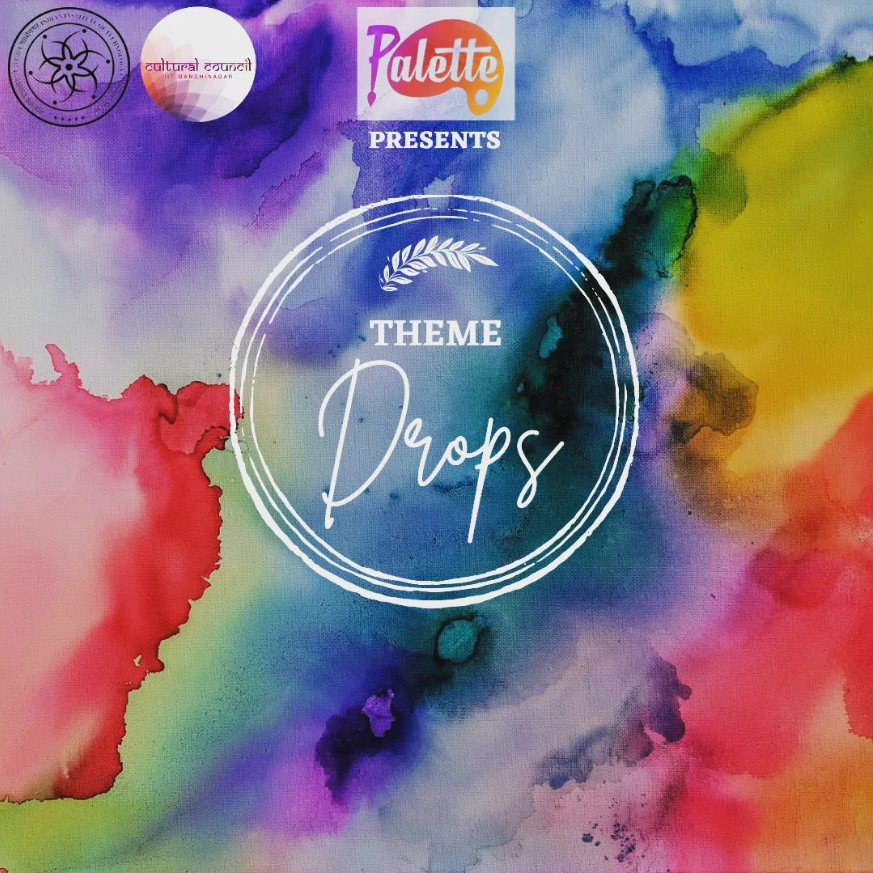 cultural council
IIT GANDHINAGAR
Palette
PRESENTS
THEME
Drops